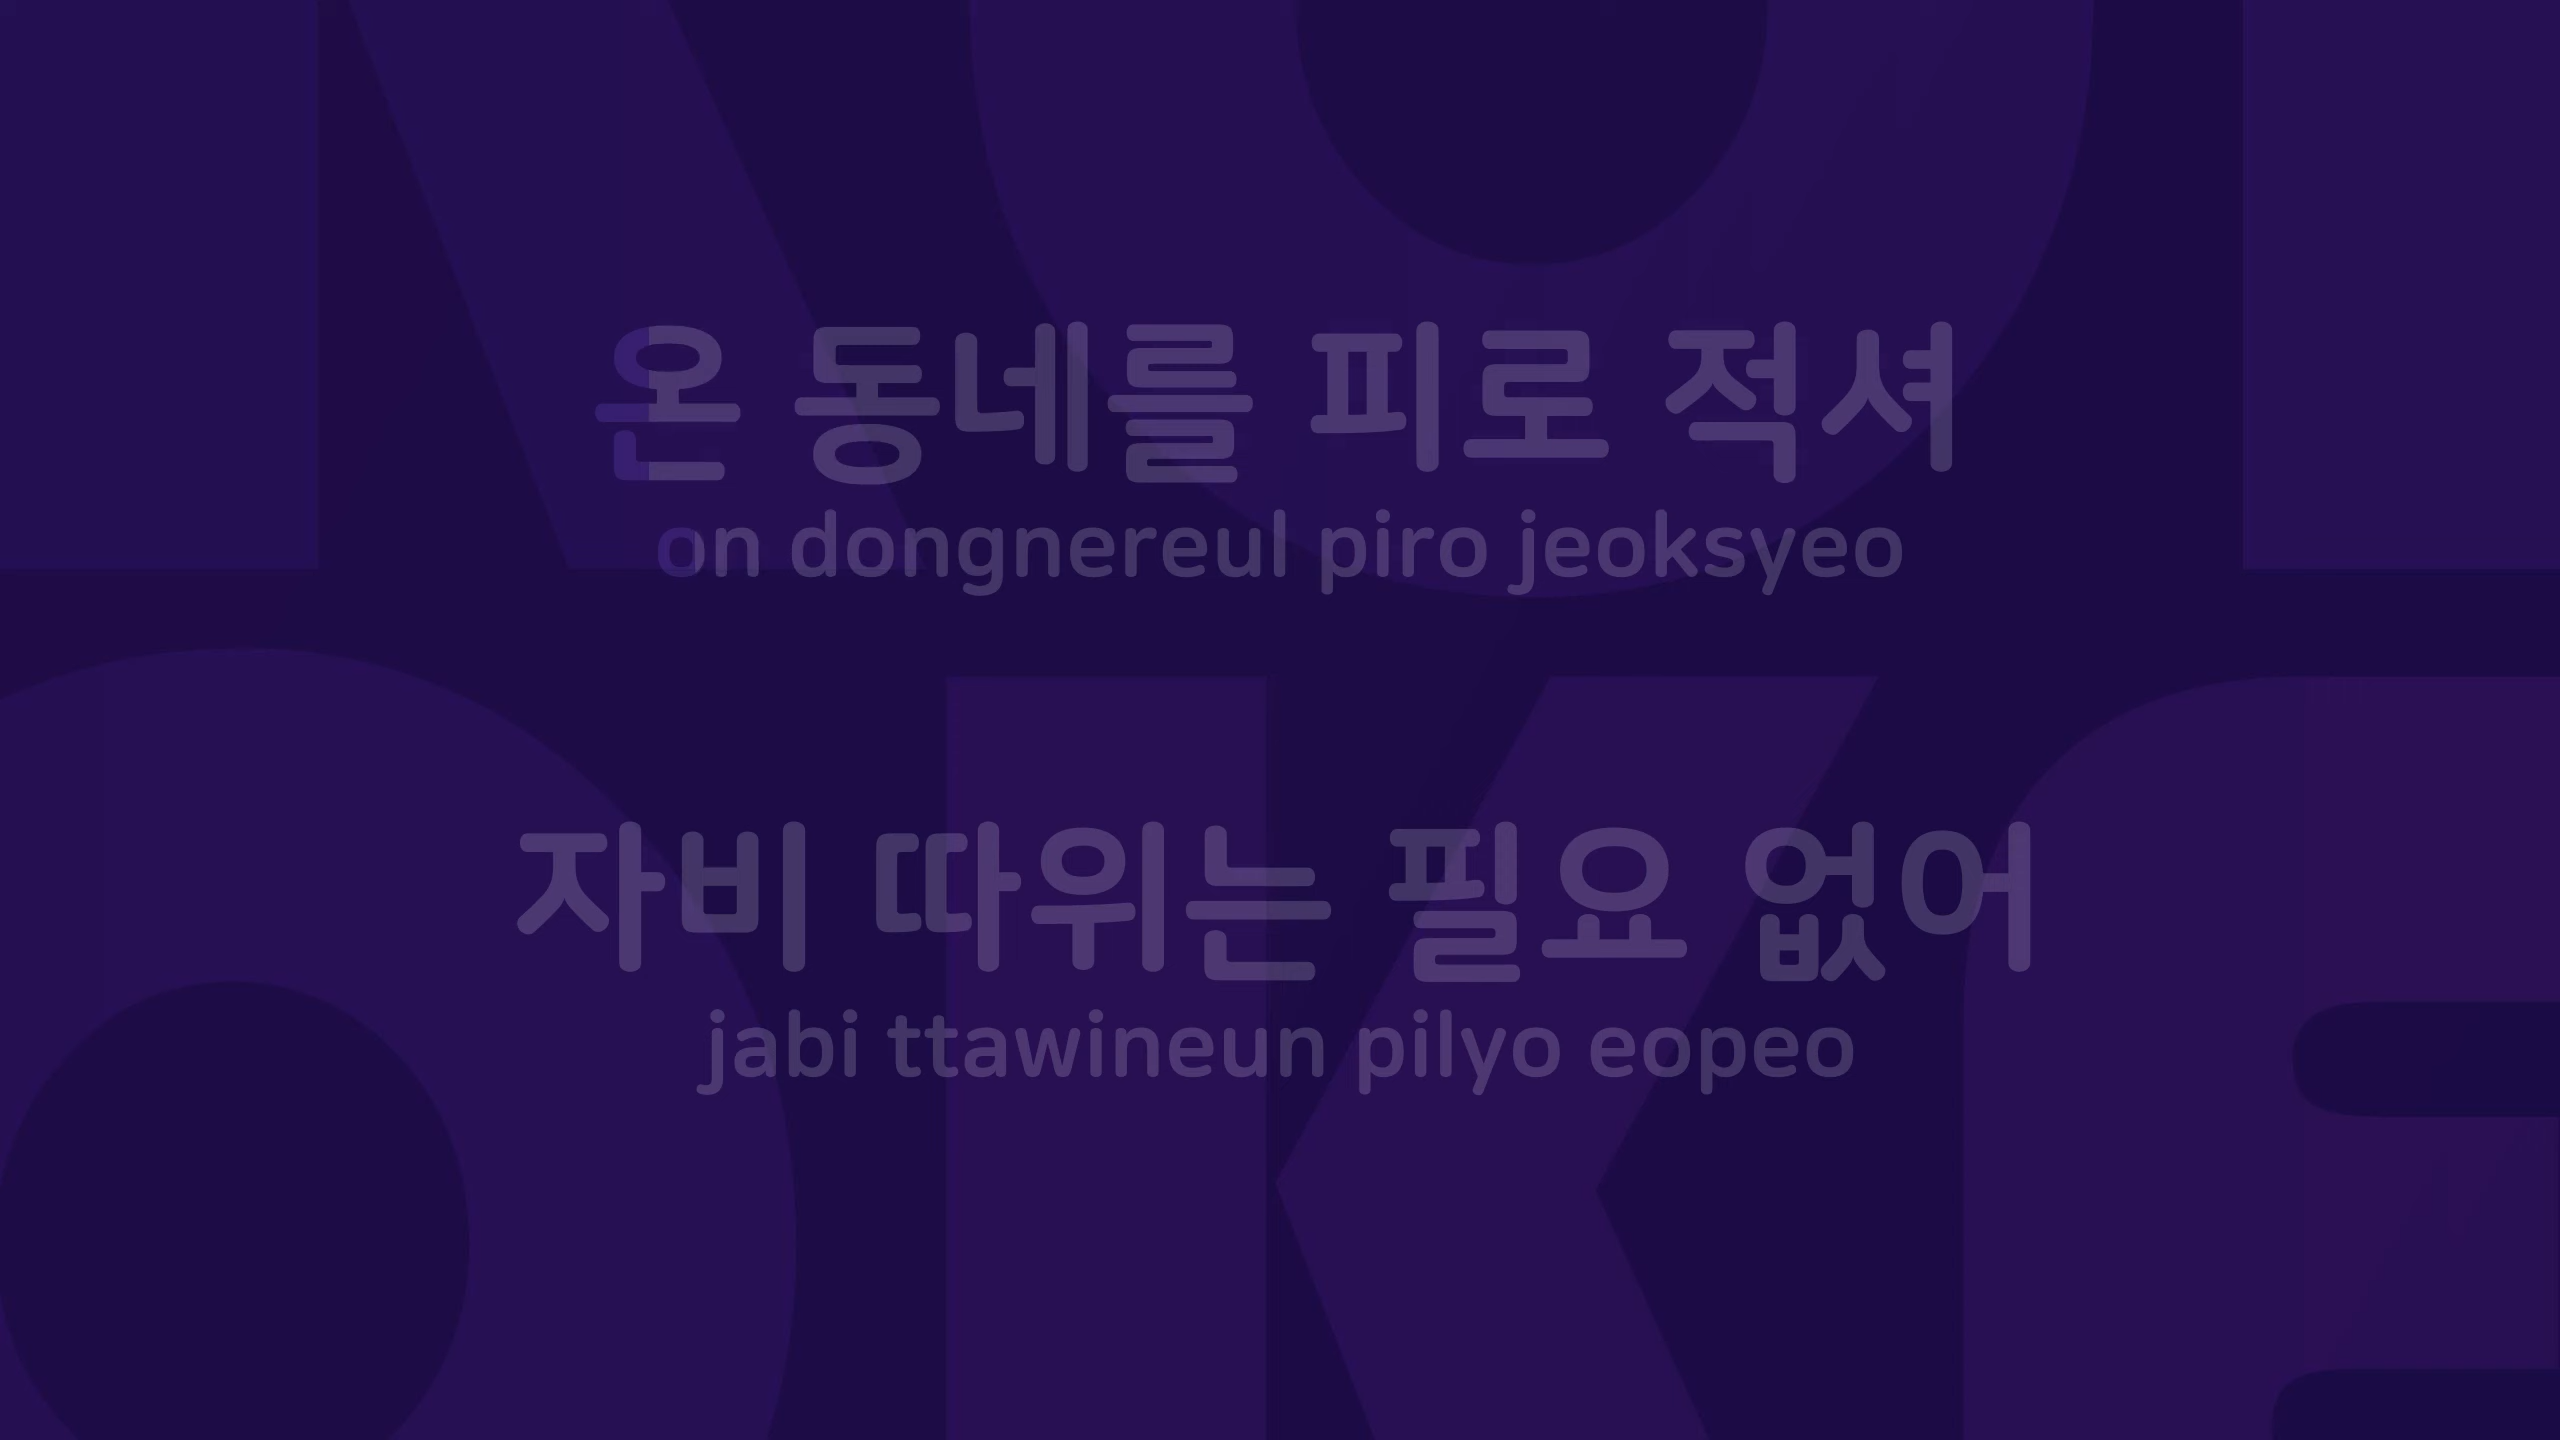 온 동네를 피로 적셔
on dongnereul piro jeoksyeo
자비 따위는 필요 없어
jabi ttawineun pilyo eopeo